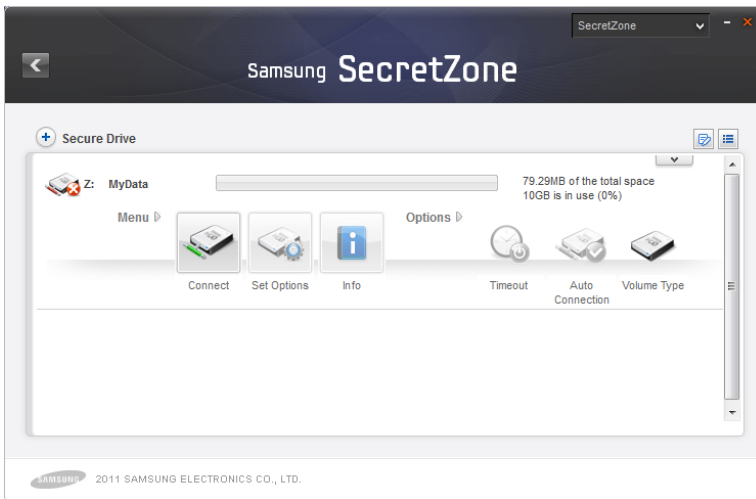 SecretZone
Samsung SecretZone
Secure Drive
Z: MyData
79.29MB of the total space
10GB is in use (0%)
Menu
Options
Connect
Set Options
Info
Timeout
Auto
Connection
Volume Type
SAMSUNG
2011 SAMSUNG ELECTRONICS CO., LTD.